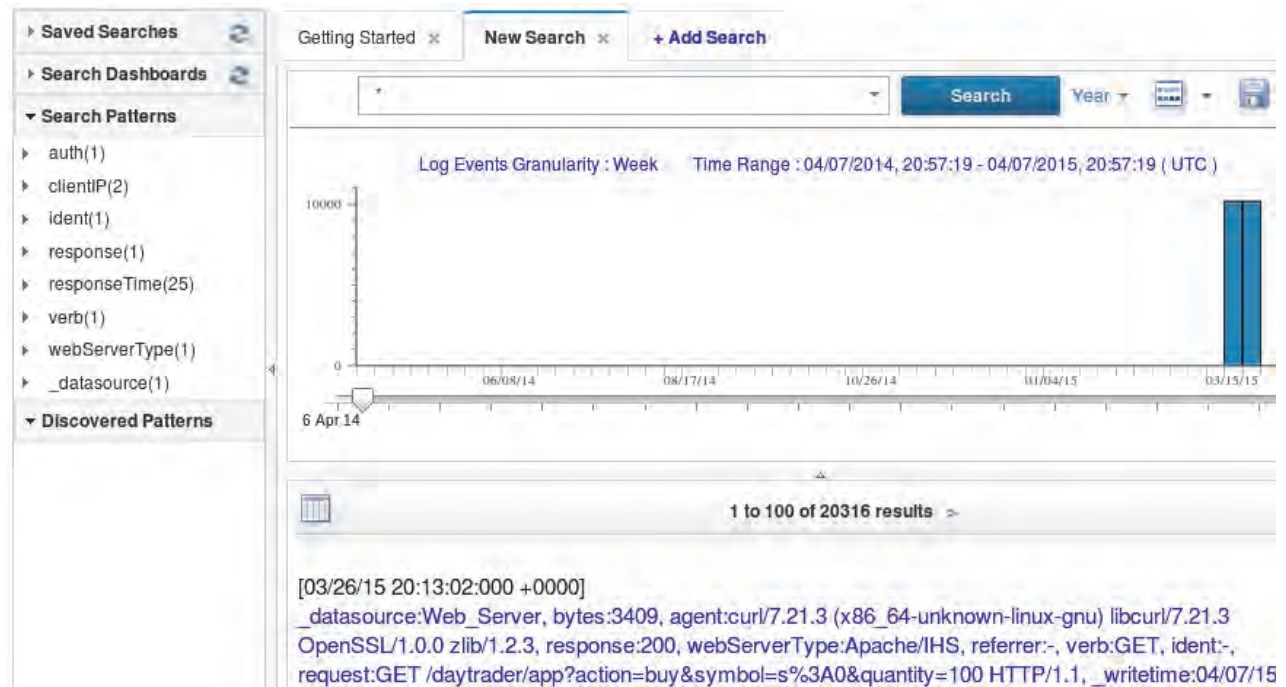 Saved Searches
Search Dashboards
Search Patterns
auth(1)
clientIP(2)
ident(1)
response(1)
responseTime(25)
verb(1)
webServerType(1)
_datasource(1)
Discovered Patterns
Getting Started × New Search × + Add Search
* Search Year
Log Events Granularity : Week Time Range : 04/07/2014, 20:57:19 - 04/07/2015, 20:57:19 ( UTC )
10000
0
06/08/14 08/17/14 10/26/14 01/04/15 03/15/15
6 Apr 14
1 to 100 of 20316 results >
[03/26/15 20:13:02:000 +0000]
_datasource:Web_Server, bytes:3409, agent:curl/7.21.3 (x86_64-unknown-linux-gnu) libcurl/7.21.3
OpenSSL/1.0.0 zlib/1.2.3, response:200, webServerType:Apache/IHS, referrer:-, verb:GET, ident:-,
request:GET /daytrader/app?action=buy&symbol=s%3A0&quantity=100 HTTP/1.1, _writetime:04/07/15